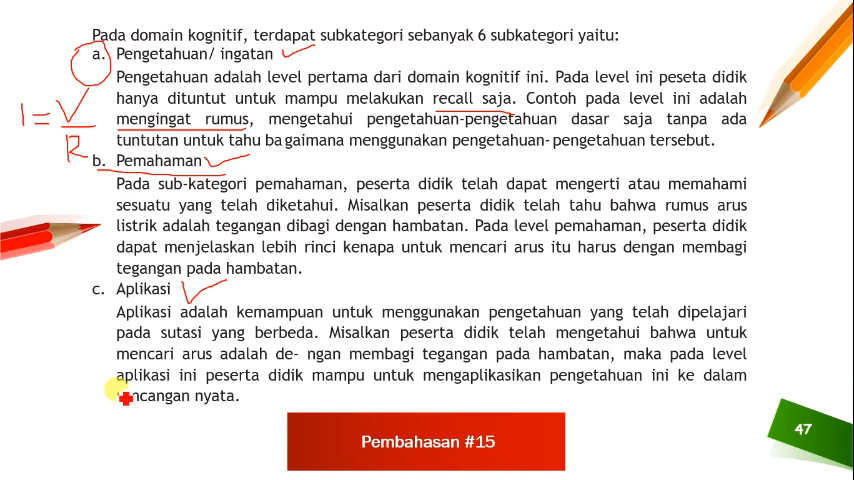 Pada domain kognitif, terdapat subkategori sebanyak 6 subkategori yaitu:
a. Pengetahuan/ ingatan
Pengetahuan adalah level pertama dari domain kognitif ini. Pada level ini peseta didik
hanya dituntut untuk mampu melakukan recall saja. Contoh pada level ini adalah
mengingat rumus, mengetahui pengetahuan-pengetahuan dasar saja tanpa ada
tuntutan untuk tahu ba gaimana menggunakan pengetahuan- pengetahuan tersebut.
I = V
R
b. Pemahaman
Pada sub-kategori pemahaman, peserta didik telah dapat mengerti atau memahami
sesuatu yang telah diketahui. Misalkan peserta didik telah tahu bahwa rumus arus
listrik adalah tegangan dibagi dengan hambatan. Pada level pemahaman, peserta didik
dapat menjelaskan lebih rinci kenapa untuk mencari arus itu harus dengan membagi
tegangan pada hambatan.
c. Aplikasi
Aplikasi adalah kemampuan untuk menggunakan pengetahuan yang telah dipelajari
pada sutasi yang berbeda. Misalkan peserta didik telah mengetahui bahwa untuk
mencari arus adalah de- ngan membagi tegangan pada hambatan, maka pada level
aplikasi ini peserta didik mampu untuk mengaplikasikan pengetahuan ini ke dalam
nyata.
Pembahasan #15
47